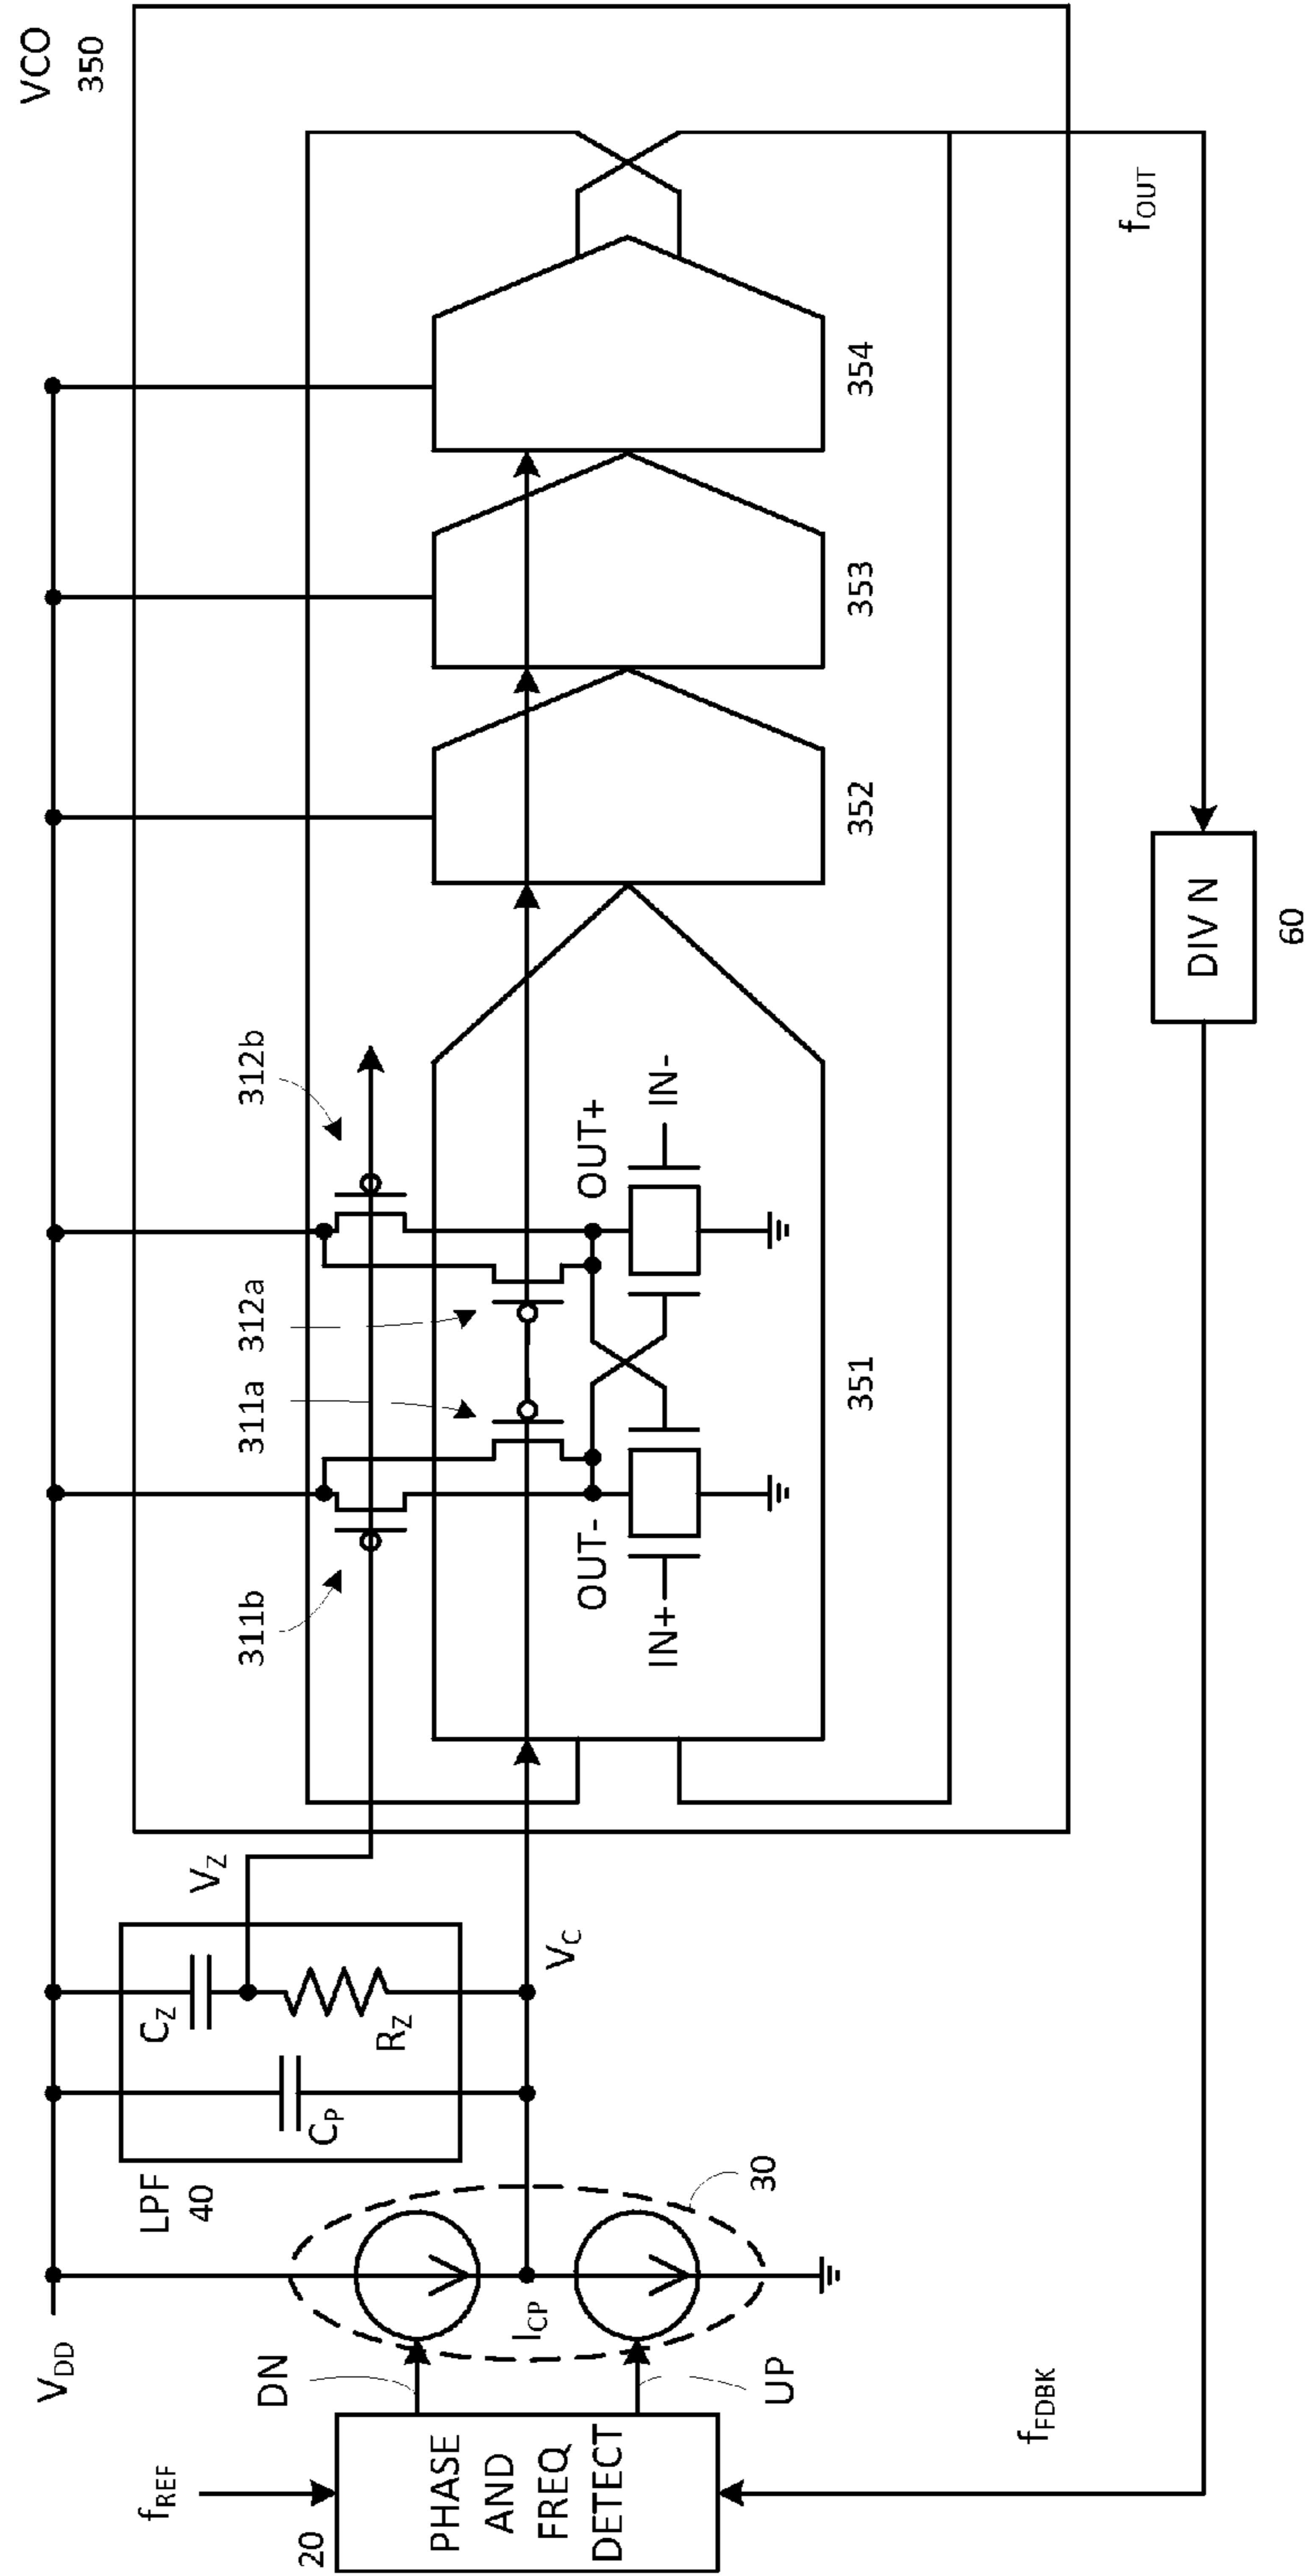 VCO
350
V_DD
LPF
40
C_Z
V_Z
C_P
R_Z
V_C
f_REF
20
PHASE
AND
FREQ
DETECT
DN
UP
I_CP
30
311b
311a
312a
312b
OUT-
OUT+
IN+
IN-
351
352
353
354
f_OUT
f_FDBK
DIV N
60